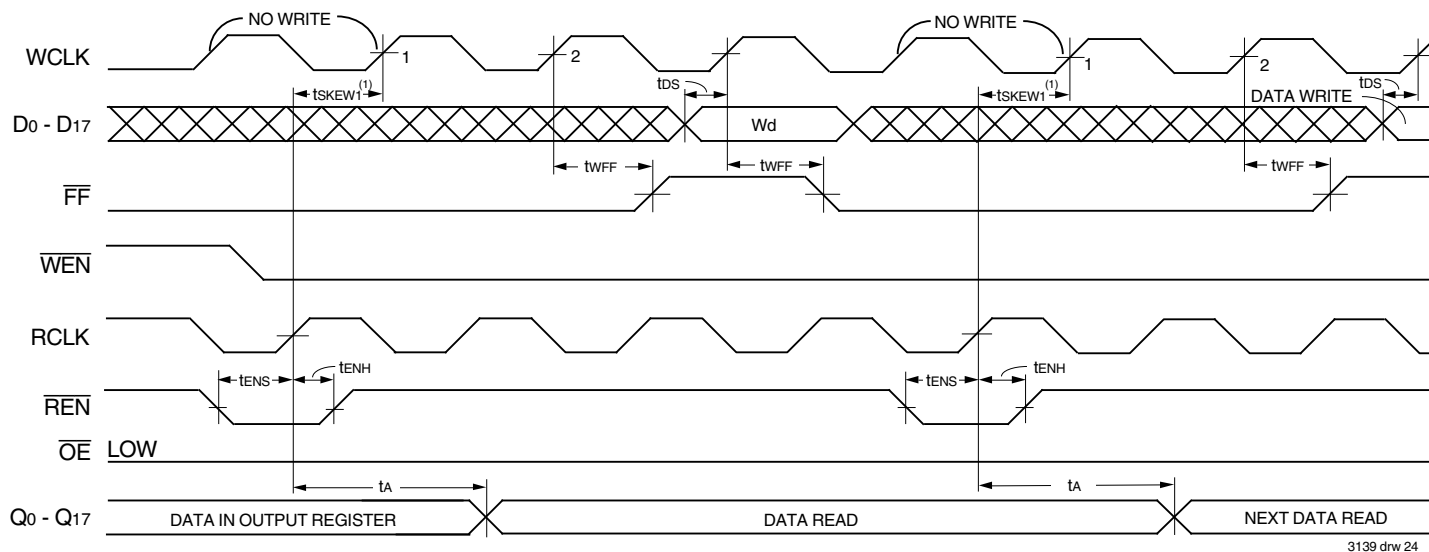 NO WRITE NO WRITE
WCLK 1 2 1 2
tSKEW1(1) tDS tSKEW1(1) tDS
DATA WRITE
D0 - D17 Wd
tWFF tWFF tWFF
FF
WEN
RCLK
tENS tENH tENS tENH
REN
OE LOW
tA tA
Q0 - Q17 DATA IN OUTPUT REGISTER DATA READ NEXT DATA READ
3139 drw 24